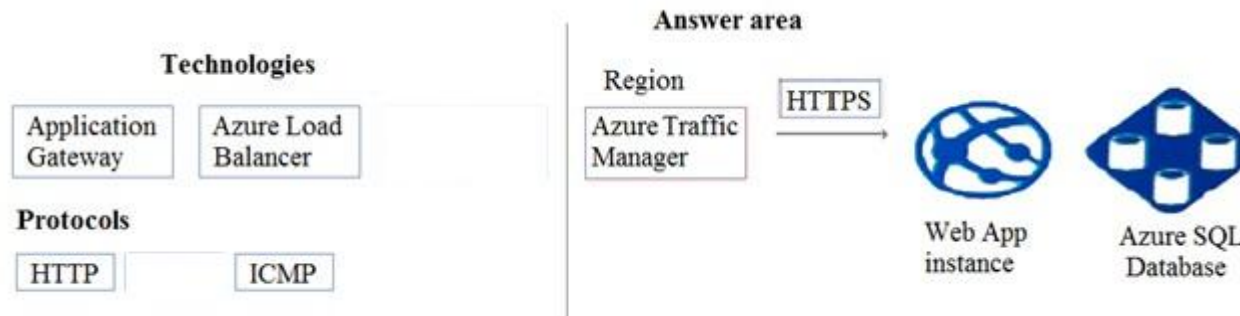 Technologies
Application
Gateway
Azure Load
Balancer
Protocols
HTTP
ICMP
Answer area
Region
Azure Traffic
Manager
HTTPS
Web App
instance
Azure SQL
Database